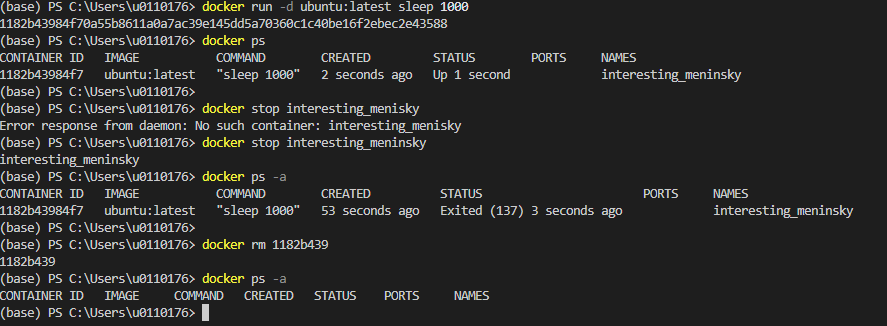 (base) PS C:\Users\u0110176> docker run -d ubuntu:latest sleep 1000
1182b43984f70a55b8611a0a7ac39e145dd5a70360c1c40be16f2ebec2e43588
(base) PS C:\Users\u0110176> docker ps
CONTAINER ID   IMAGE           COMMAND        CREATED         STATUS         PORTS     NAMES
1182b43984f7   ubuntu:latest   "sleep 1000"   2 seconds ago   Up 1 second              interesting_meninsky
(base) PS C:\Users\u0110176>
(base) PS C:\Users\u0110176> docker stop interesting_menisky
Error response from daemon: No such container: interesting_menisky
(base) PS C:\Users\u0110176> docker stop interesting_meninsky
interesting_meninsky
(base) PS C:\Users\u0110176> docker ps -a
CONTAINER ID   IMAGE           COMMAND        CREATED          STATUS                       PORTS     NAMES
1182b43984f7   ubuntu:latest   "sleep 1000"   53 seconds ago   Exited (137) 3 seconds ago             interesting_meninsky
(base) PS C:\Users\u0110176>
(base) PS C:\Users\u0110176> docker rm 1182b439
1182b439
(base) PS C:\Users\u0110176> docker ps -a
CONTAINER ID   IMAGE     COMMAND   CREATED   STATUS    PORTS     NAMES
(base) PS C:\Users\u0110176>